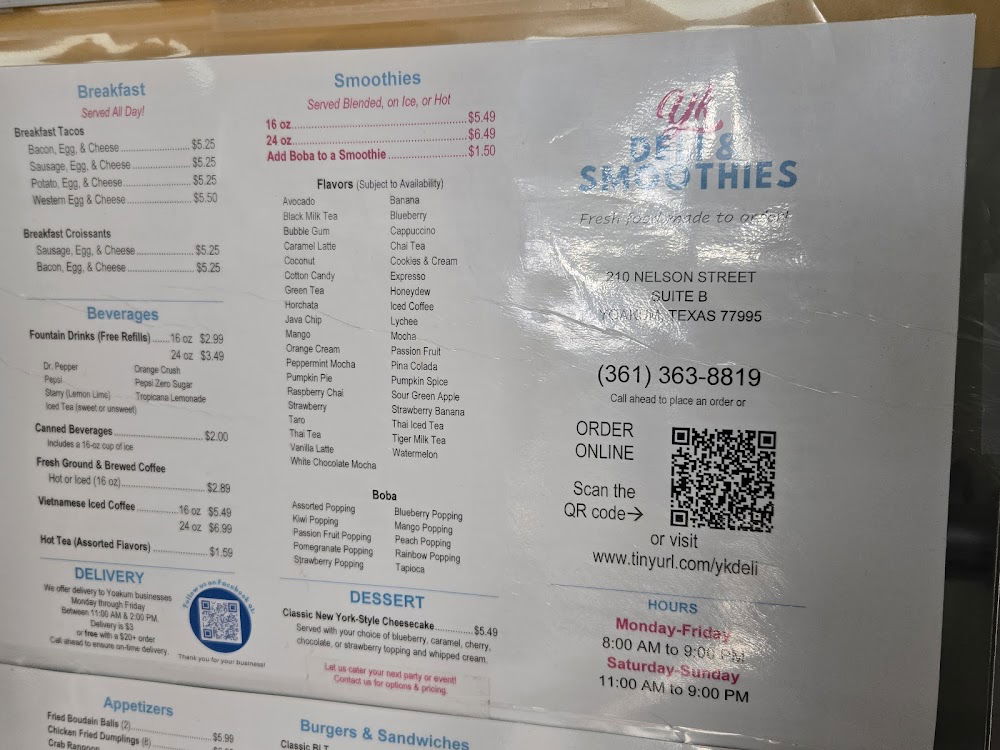 Breakfast
Served All Day!
Breakfast Tacos
Bacon, Egg, & Cheese ........ $5.25
Sausage, Egg, & Cheese ........ $5.25
Potato, Egg, & Cheese ........ $5.25
Western Egg & Cheese ........ $5.50
Breakfast Croissants
Sausage, Egg, & Cheese ........ $5.25
Bacon, Egg, & Cheese ........ $5.25
Beverages
Fountain Drinks (Free Refills) ...... 16 oz $2.99
24 oz $3.49
Dr. Pepper Orange Crush
Pepsi Pepsi Zero Sugar
Starry (Lemon Lime) Tropicana Lemonade
Iced Tea (sweet or unsweet)
Canned Beverages ........ $2.00
Includes a 16-oz cup of ice
Fresh Ground & Brewed Coffee
Hot or Iced (16 oz) ........ $2.89
Vietnamese Iced Coffee ........ 16 oz $5.49
24 oz $6.99
Hot Tea (Assorted Flavors) ........ $1.59
DELIVERY
We offer delivery to Yoakum businesses
Monday through Friday
Between 11:00 AM & 2:00 PM.
Delivery is $3
or free with a $20+ order
Call ahead to ensure on-time delivery.
Follow us on Facebook at:
Thank you for your business!
Smoothies
Served Blended, on Ice, or Hot
16 oz ........ $5.49
24 oz ........ $6.49
Add Boba to a Smoothie ........ $1.50
Flavors (Subject to Availability)
Avocado Banana
Black Milk Tea Blueberry
Bubble Gum Cappuccino
Caramel Latte Chai Tea
Coconut Cookies & Cream
Cotton Candy Expresso
Green Tea Honeydew
Horchata Iced Coffee
Java Chip Lychee
Mango Mocha
Orange Cream Passion Fruit
Peppermint Mocha Pina Colada
Pumpkin Pie Pumpkin Spice
Raspberry Chai Sour Green Apple
Strawberry Strawberry Banana
Taro Thai Iced Tea
Thai Tea Tiger Milk Tea
Vanilla Latte Watermelon
White Chocolate Mocha
Boba
Assorted Popping Blueberry Popping
Kiwi Popping Mango Popping
Passion Fruit Popping Peach Popping
Pomegranate Popping Rainbow Popping
Strawberry Popping Tapioca
DESSERT
Classic New York-Style Cheesecake ........ $5.49
Served with your choice of blueberry, caramel, cherry,
chocolate, or strawberry topping and whipped cream.
Let us cater your next party or event!
Contact us for options & pricing.
Yk
DELI &
SMOOTHIES
Fresh food made to order!
210 NELSON STREET
SUITE B
YOAKUM, TEXAS 77995
(361) 363-8819
Call ahead to place an order or
ORDER
ONLINE
Scan the
QR code→
or visit
www.tinyurl.com/ykdeli
HOURS
Monday-Friday
8:00 AM to 9:00 PM
Saturday-Sunday
11:00 AM to 9:00 PM
Appetizers
Fried Boudain Balls (2) ........ $5.99
Chicken Fried Dumplings (8)
Crab Rangoon
Burgers & Sandwiches
Classic BLT